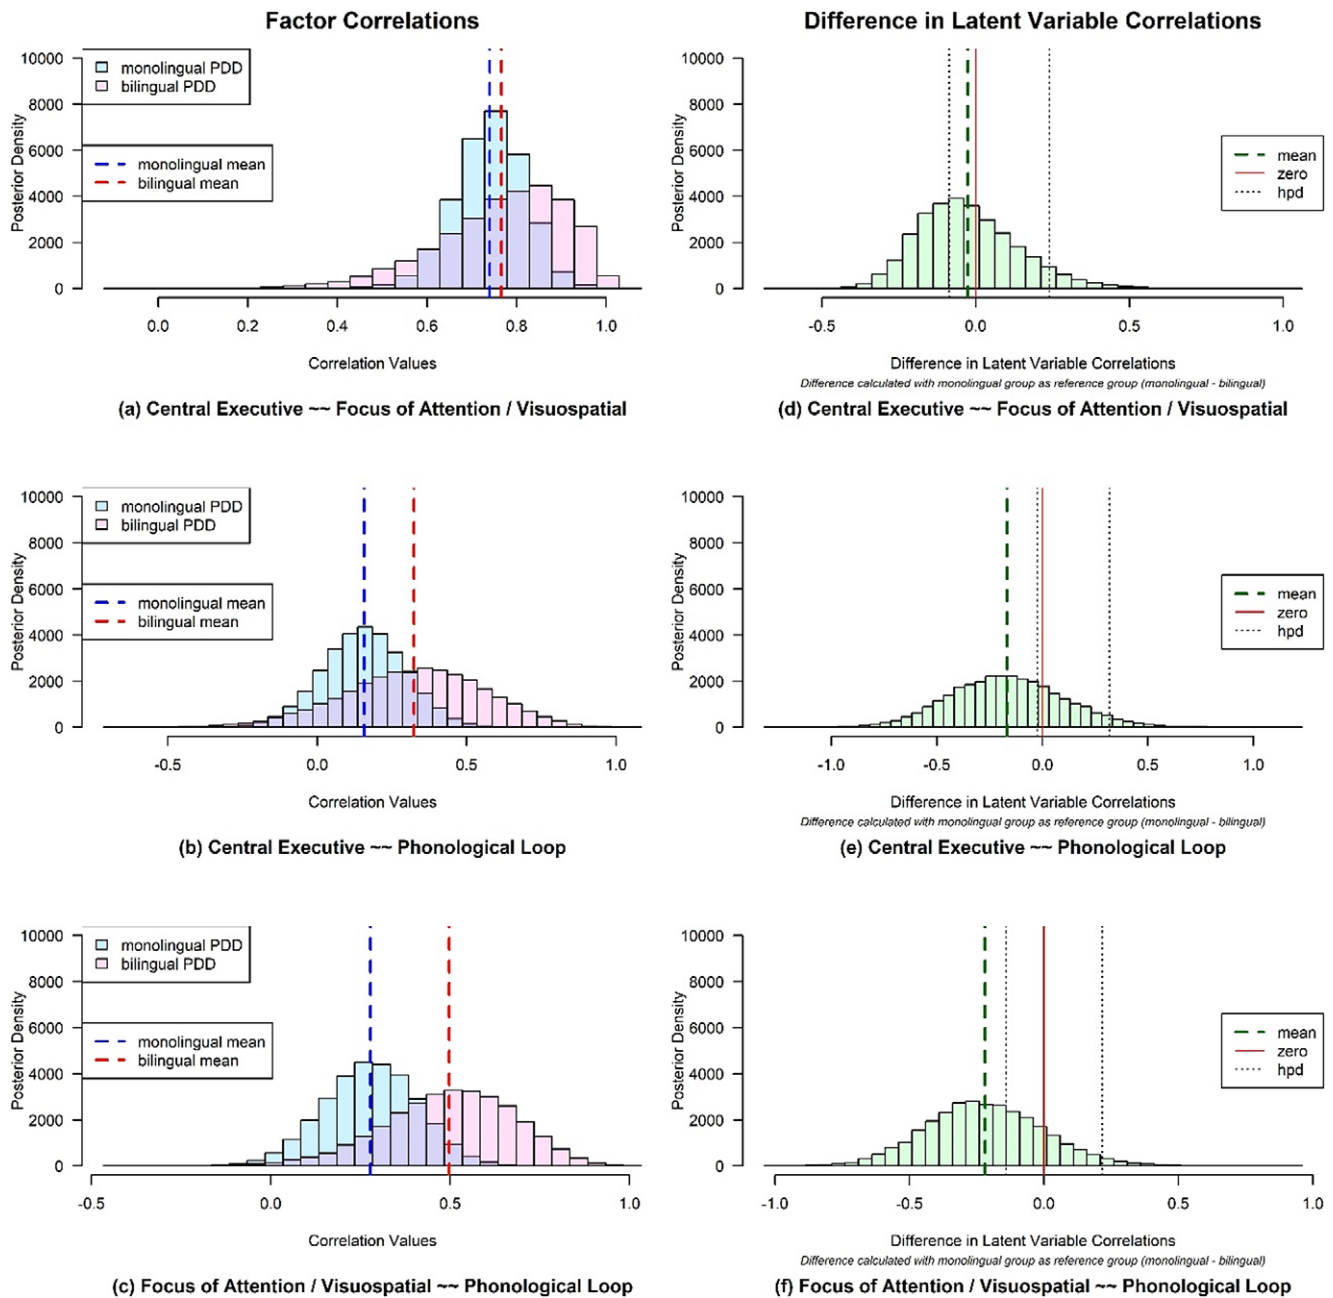 Factor Correlations
10000
8000
6000
4000
2000
0
Posterior Density
monolingual PDD
bilingual PDD
monolingual mean
bilingual mean
0.0 0.2 0.4 0.6 0.8 1.0
Correlation Values
(a) Central Executive ~~ Focus of Attention / Visuospatial
Difference in Latent Variable Correlations
10000
8000
6000
4000
2000
0
Posterior Density
mean
zero
hpd
-0.5 0.0 0.5 1.0
Difference in Latent Variable Correlations
Difference calculated with monolingual group as reference group (monolingual - bilingual)
(d) Central Executive ~~ Focus of Attention / Visuospatial
10000
8000
6000
4000
2000
0
Posterior Density
monolingual PDD
bilingual PDD
monolingual mean
bilingual mean
-0.5 0.0 0.5 1.0
Correlation Values
(b) Central Executive ~~ Phonological Loop
10000
8000
6000
4000
2000
0
Posterior Density
mean
zero
hpd
-1.0 -0.5 0.0 0.5 1.0
Difference in Latent Variable Correlations
Difference calculated with monolingual group as reference group (monolingual - bilingual)
(e) Central Executive ~~ Phonological Loop
10000
8000
6000
4000
2000
0
Posterior Density
monolingual PDD
bilingual PDD
monolingual mean
bilingual mean
-0.5 0.0 0.5 1.0
Correlation Values
(c) Focus of Attention / Visuospatial ~~ Phonological Loop
10000
8000
6000
4000
2000
0
Posterior Density
mean
zero
hpd
-1.0 -0.5 0.0 0.5 1.0
Difference in Latent Variable Correlations
Difference calculated with monolingual group as reference group (monolingual - bilingual)
(f) Focus of Attention / Visuospatial ~~ Phonological Loop